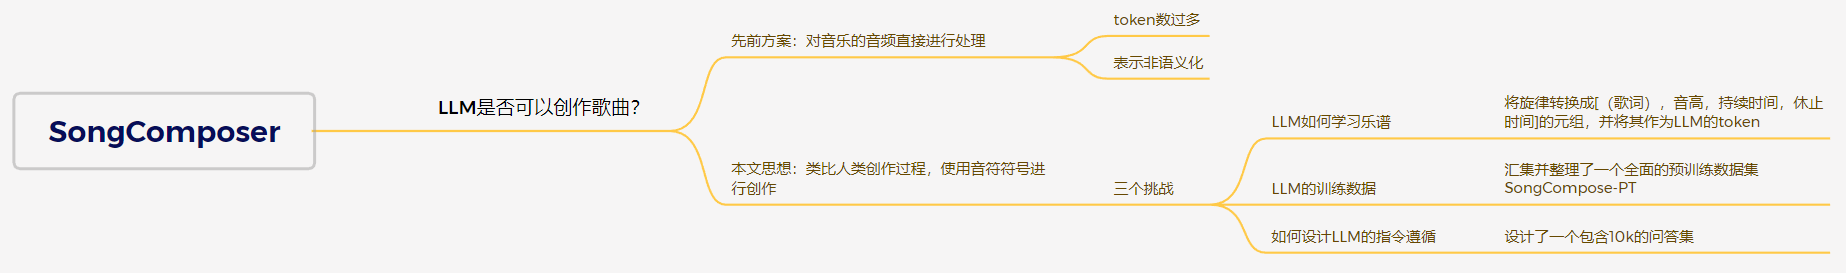 SongComposer
LLM是否可以创作歌曲?
先前方案：对音乐的音频直接进行处理
token数过多
表示非语义化
本文思想：类比人类创作过程，使用音符符号进
行创作
三个挑战
LLM如何学习乐谱
将旋律转换成[（歌词），音高，持续时间，休止
时间]的元组，并将其作为LLM的token
LLM的训练数据
汇集并整理了一个全面的预训练数据集
SongCompose-PT
如何设计LLM的指令遵循
设计了一个包含10k的问答集